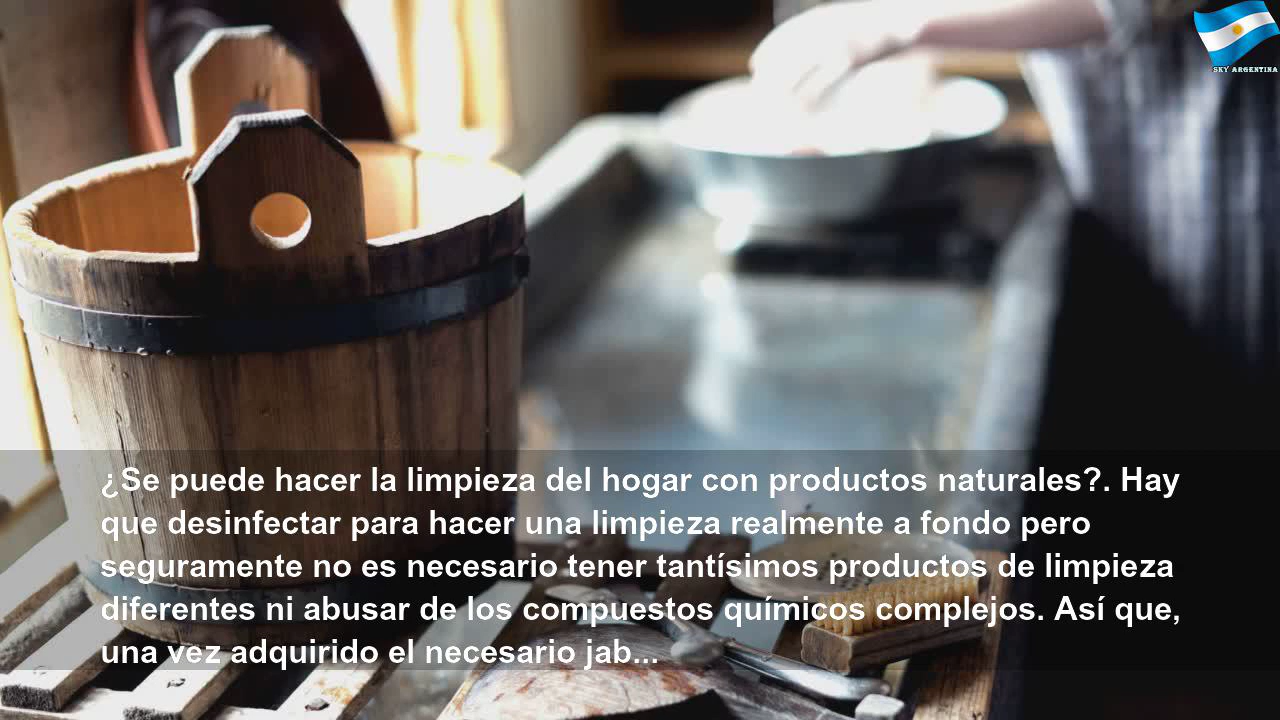 SKY ARGENTINA
¿Se puede hacer la limpieza del hogar con productos naturales?. Hay
que desinfectar para hacer una limpieza realmente a fondo pero
seguramente no es necesario tener tantísimos productos de limpieza
diferentes ni abusar de los compuestos químicos complejos. Así que,
una vez adquirido el necesario jab...